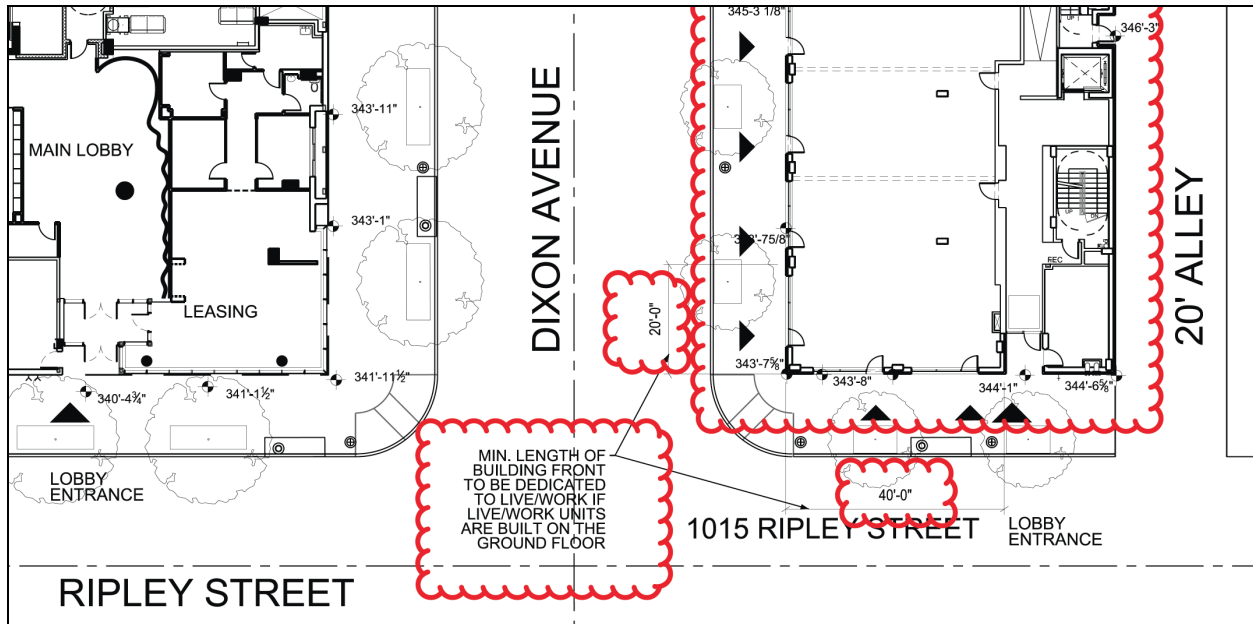 345-3 1/8"
346'-3"
UP
343'-11"
MAIN LOBBY
DIXON AVENUE
20' ALLEY
343'-1"
UP
REC
LEASING
20'-0"
341'-11½"
343'-7⅝"
343'-8"
344'-1"
344'-6⅝"
340'-4¾"
341'-1½"
LOBBY
ENTRANCE
MIN. LENGTH OF
BUILDING FRONT
TO BE DEDICATED
TO LIVE/WORK IF
LIVE/WORK UNITS
ARE BUILT ON THE
GROUND FLOOR
40'-0"
1015 RIPLEY STREET
LOBBY
ENTRANCE
RIPLEY STREET